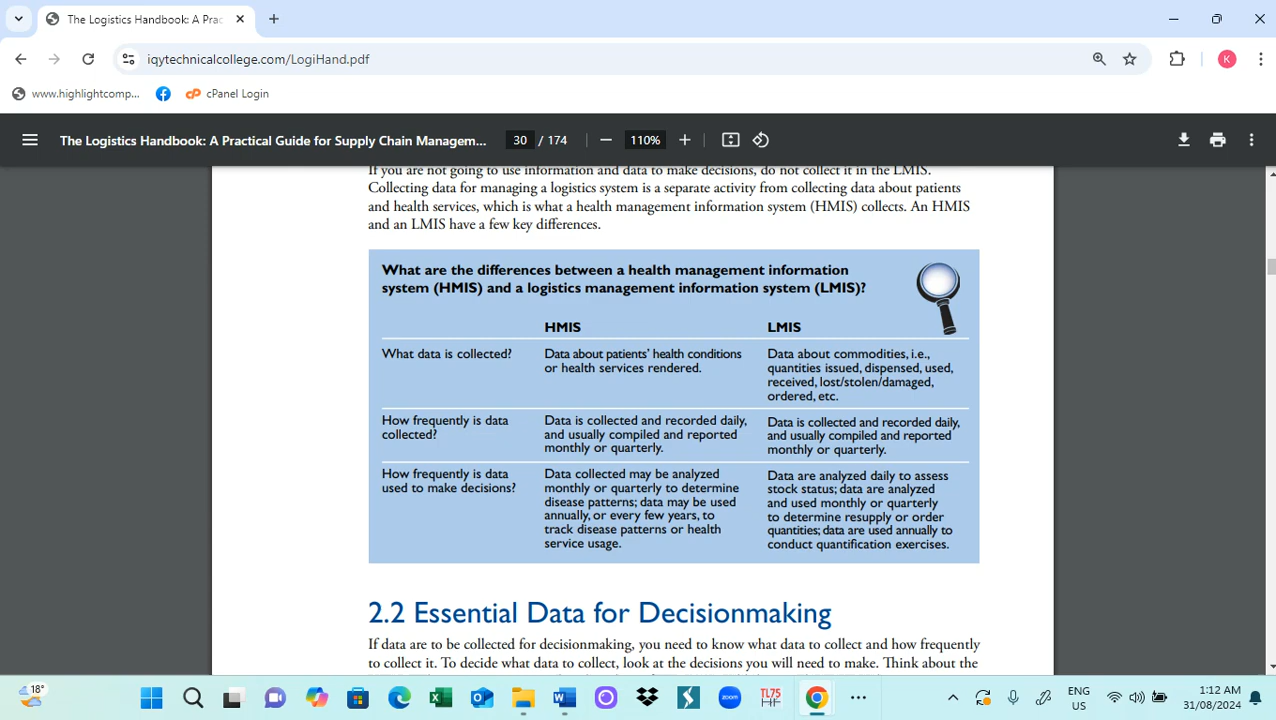 The Logistics Handbook: A Prac
iqytechnicalcollege.com/LogiHand.pdf
K
www.highlightcomp...
cPanel Login
The Logistics Handbook: A Practical Guide for Supply Chain Managem...
30 / 174
110%
If you are not going to use information and data to make decisions, do not collect it in the LMIS.
Collecting data for managing a logistics system is a separate activity from collecting data about patients
and health services, which is what a health management information system (HMIS) collects. An HMIS
and an LMIS have a few key differences.
What are the differences between a health management information
system (HMIS) and a logistics management information system (LMIS)?
HMIS LMIS
What data is collected?
Data about patients' health conditions
or health services rendered.
Data about commodities, i.e.,
quantities issued, dispensed, used,
received, lost/stolen/damaged,
ordered, etc.
How frequently is data
collected?
Data is collected and recorded daily,
and usually compiled and reported
monthly or quarterly.
Data is collected and recorded daily,
and usually compiled and reported
monthly or quarterly.
How frequently is data
used to make decisions?
Data collected may be analyzed
monthly or quarterly to determine
disease patterns; data may be used
annually, or every few years, to
track disease patterns or health
service usage.
Data are analyzed daily to assess
stock status; data are analyzed
and used monthly or quarterly
to determine resupply or order
quantities; data are used annually to
conduct quantification exercises.
2.2 Essential Data for Decisionmaking
If data are to be collected for decisionmaking, you need to know what data to collect and how frequently
to collect it. To decide what data to collect, look at the decisions you will need to make. Think about the
18°
zoom
TL75
ENG
US
1:12 AM
31/08/2024